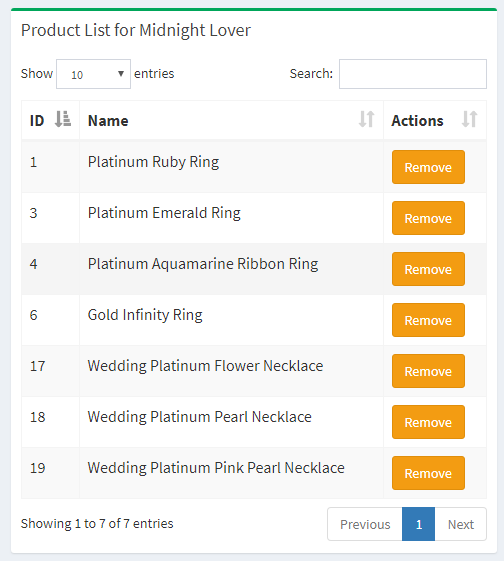 Product List for Midnight Lover
Show 10 entries Search:
ID Name Actions
1 Platinum Ruby Ring Remove
3 Platinum Emerald Ring Remove
4 Platinum Aquamarine Ribbon Ring Remove
6 Gold Infinity Ring Remove
17 Wedding Platinum Flower Necklace Remove
18 Wedding Platinum Pearl Necklace Remove
19 Wedding Platinum Pink Pearl Necklace Remove
Showing 1 to 7 of 7 entries Previous 1 Next